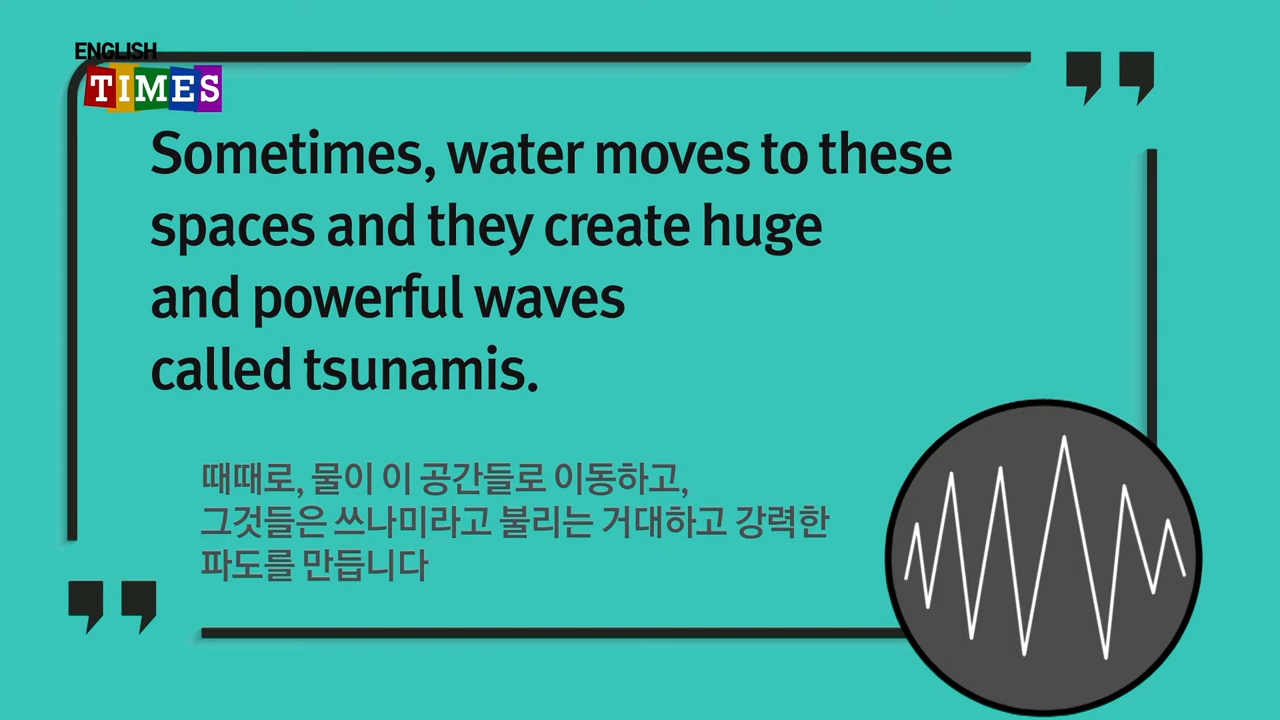 ENGLISH
TIMES
Sometimes, water moves to these
spaces and they create huge
and powerful waves
called tsunamis.
때때로, 물이 이 공간들로 이동하고,
그것들은 쓰나미라고 불리는 거대하고 강력한
파도를 만듭니다